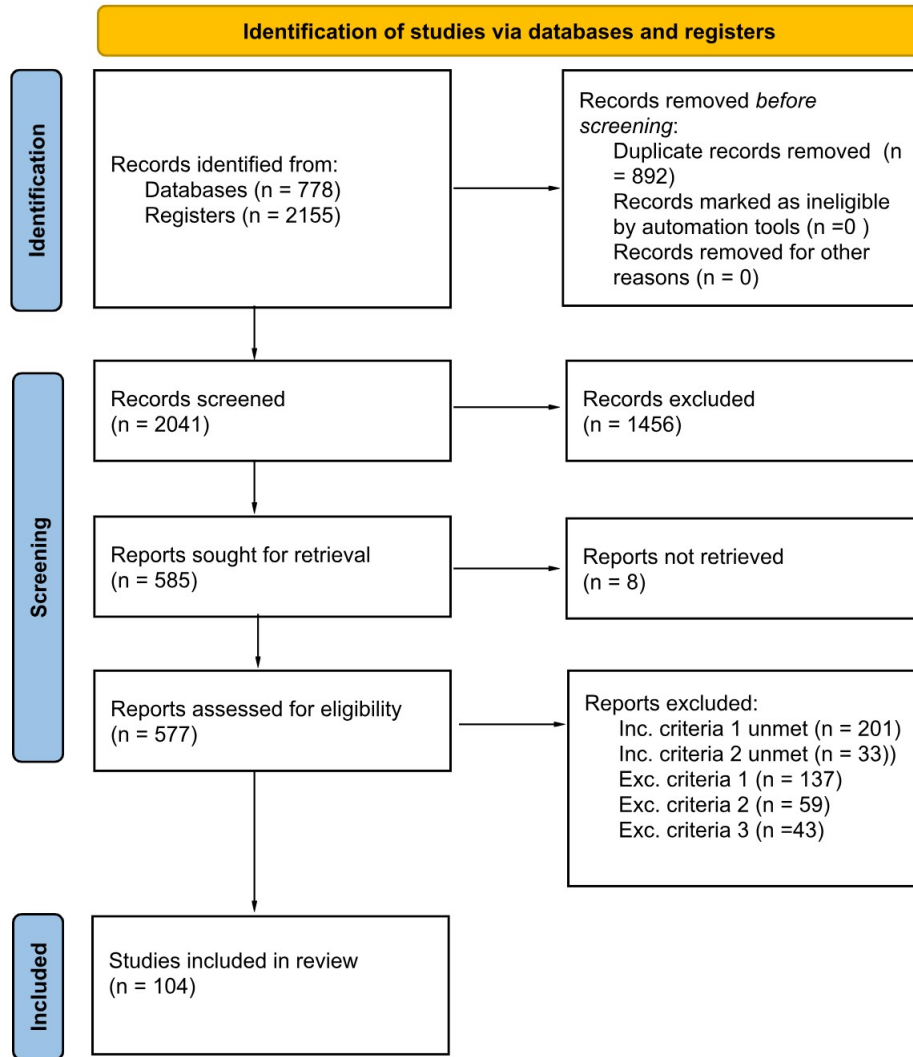 Identification of studies via databases and registers
Identification
Records identified from:
Databases (n = 778)
Registers (n = 2155)
Records removed before
screening:
Duplicate records removed (n
= 892)
Records marked as ineligible
by automation tools (n =0 )
Records removed for other
reasons (n = 0)
Screening
Records screened
(n = 2041)
Records excluded
(n = 1456)
Reports sought for retrieval
(n = 585)
Reports not retrieved
(n = 8)
Reports assessed for eligibility
(n = 577)
Reports excluded:
Inc. criteria 1 unmet (n = 201)
Inc. criteria 2 unmet (n = 33))
Exc. criteria 1 (n = 137)
Exc. criteria 2 (n = 59)
Exc. criteria 3 (n =43)
Included
Studies included in review
(n = 104)